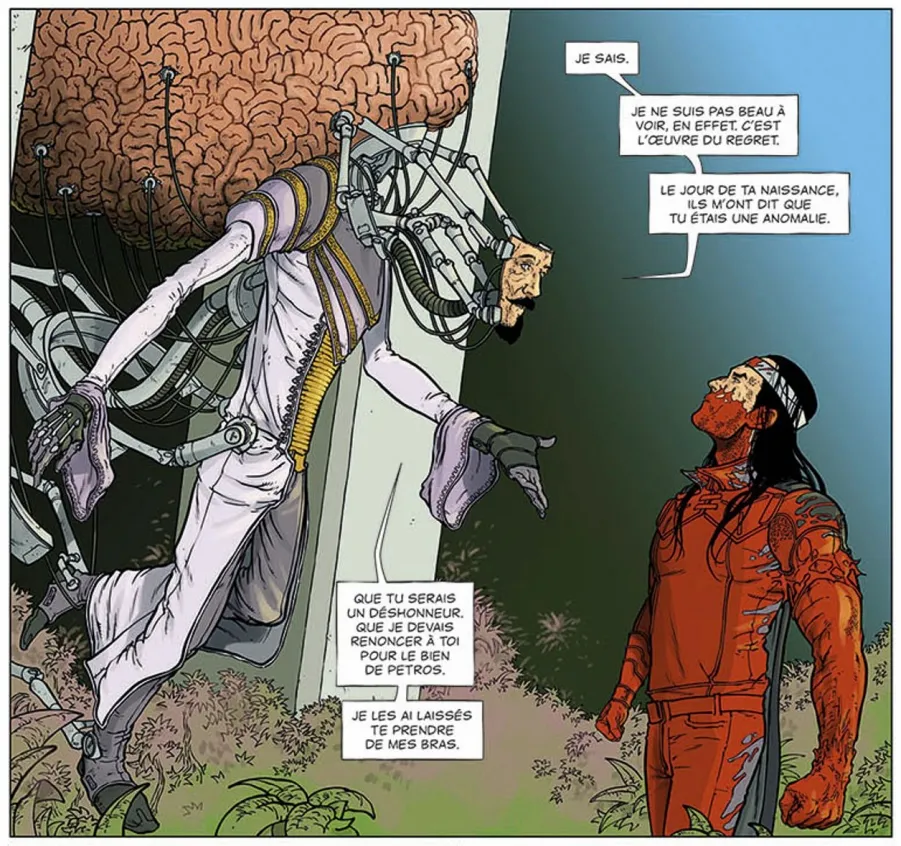 JE SAIS.
JE NE SUIS PAS BEAU À
VOIR, EN EFFET. C'EST
L'ŒUVRE DU REGRET.
LE JOUR DE TA NAISSANCE,
ILS M'ONT DIT QUE
TU ÉTAIS UNE ANOMALIE.
QUE TU SERAIS
UN DÉSHONNEUR.
QUE JE DEVAIS
RENONCER À TOI
POUR LE BIEN
DE PETROS.
JE LES AI LAISSÉS
TE PRENDRE
DE MES BRAS.